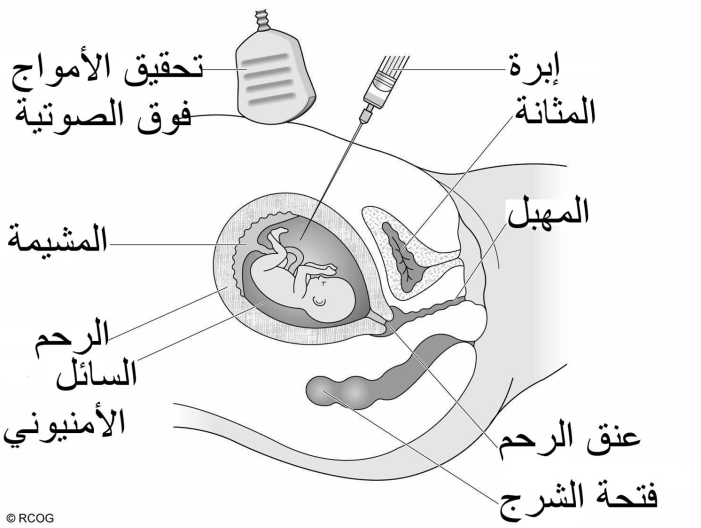 تحقيق الأمواج
فوق الصوتية
إبرة
المثانة
المهبل
المشيمة
الرحم
السائل
الأمنيوني
عنق الرحم
فتحة الشرج
© RCOG